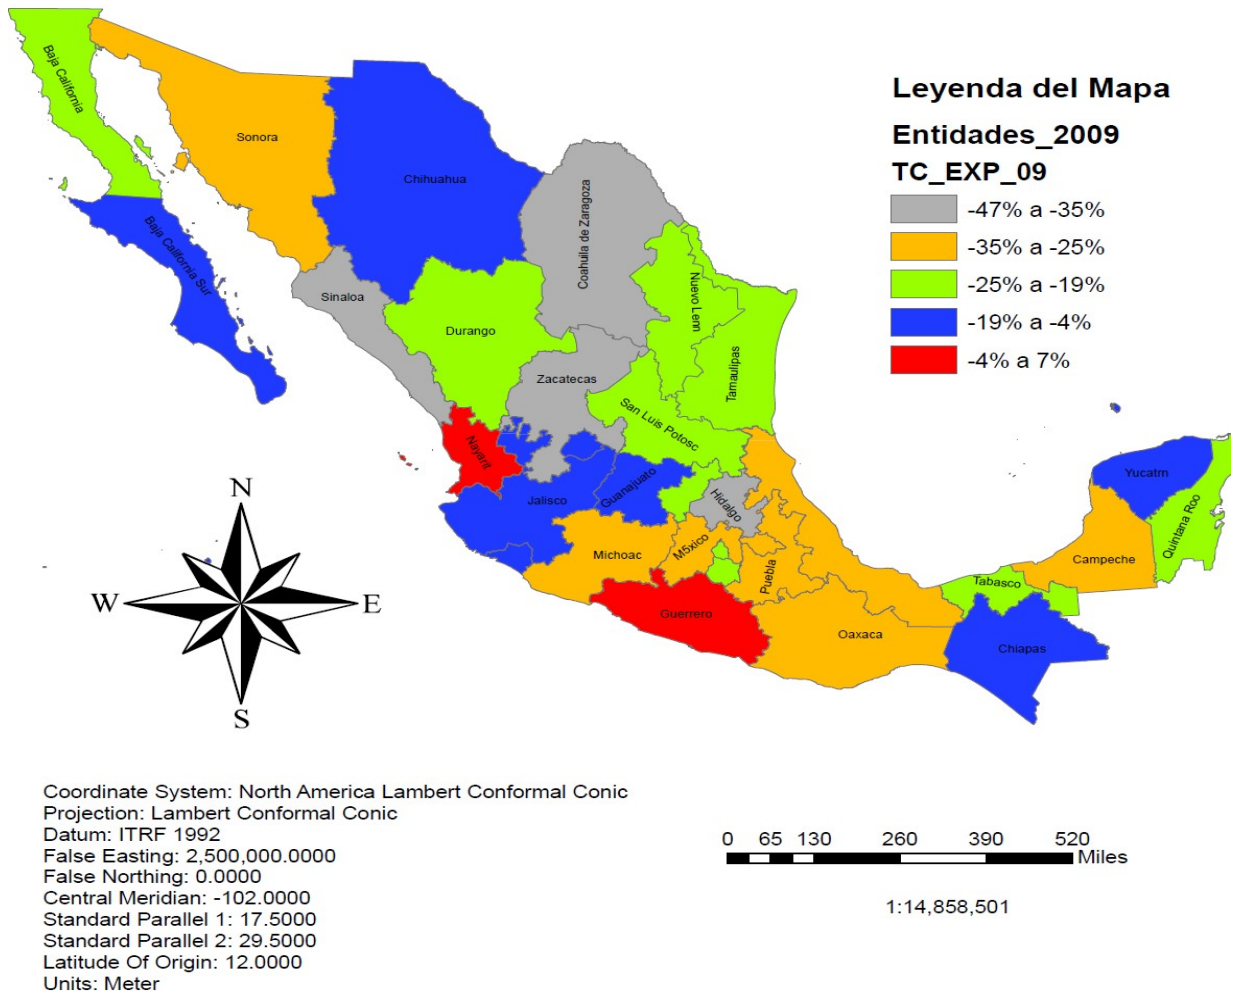 Leyenda del Mapa
Entidades_2009
TC_EXP_09
-47% a -35%
-35% a -25%
-25% a -19%
-19% a -4%
-4% a 7%
Baja California
Sonora
Chihuahua
Coahuila de Zaragoza
Baja California Sur
Sinaloa
Durango
Nuevo Lenn
Tamaulipas
Zacatecas
San Luis Potosc
Nayarit
Jalisco
Guanajuato
Hidalgo
Michoac
M5xico
Puebla
Guerrero
Oaxaca
Tabasco
Chiapas
Campeche
Yucatrn
Quintana Roo
N
W
E
S
Coordinate System: North America Lambert Conformal Conic
Projection: Lambert Conformal Conic
Datum: ITRF 1992
False Easting: 2,500,000.0000
False Northing: 0.0000
Central Meridian: -102.0000
Standard Parallel 1: 17.5000
Standard Parallel 2: 29.5000
Latitude Of Origin: 12.0000
Units: Meter
0 65 130 260 390 520
Miles
1:14,858,501